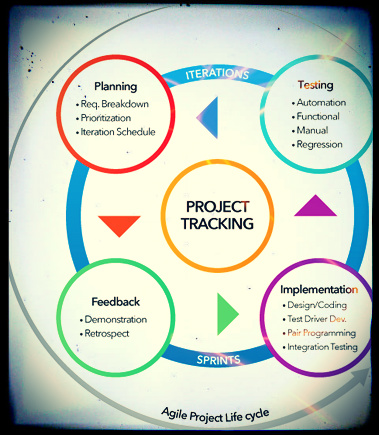 ITERATIONS
Planning
• Req. Breakdown
• Prioritization
• Iteration Schedule
Testing
• Automation
• Functional
• Manual
• Regression
PROJECT
TRACKING
Feedback
• Demonstration
• Retrospect
Implementation
• Design/Coding
• Test Driver Dev.
• Pair Programming
• Integration Testing
SPRINTS
Agile Project Life cycle